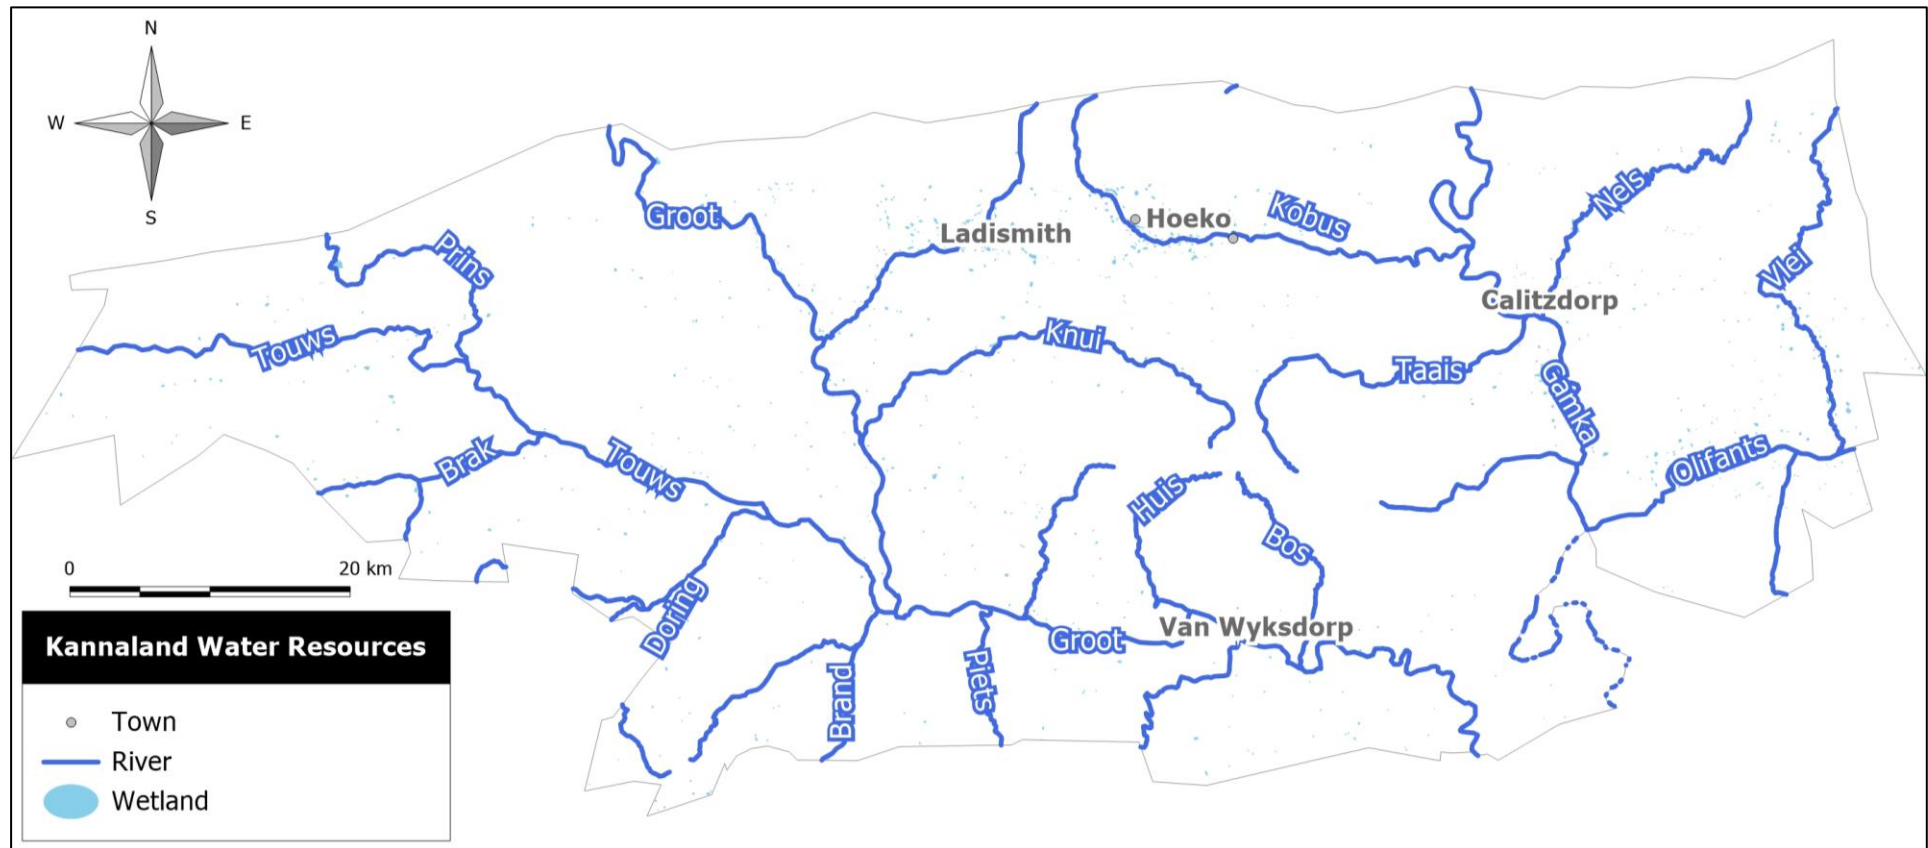 N
W
E
S
Groot
Prins
Ladismith
Hoeko
Kobus
Nels
Vlei
Calitzdorp
Touws
Knui
Taais
Gamka
Brak
Touws
Olifants
Huis
Bos
0
20 km
Doring
Groot
Van Wyksdorp
Brand
Piets
Kannaland Water Resources
Town
River
Wetland